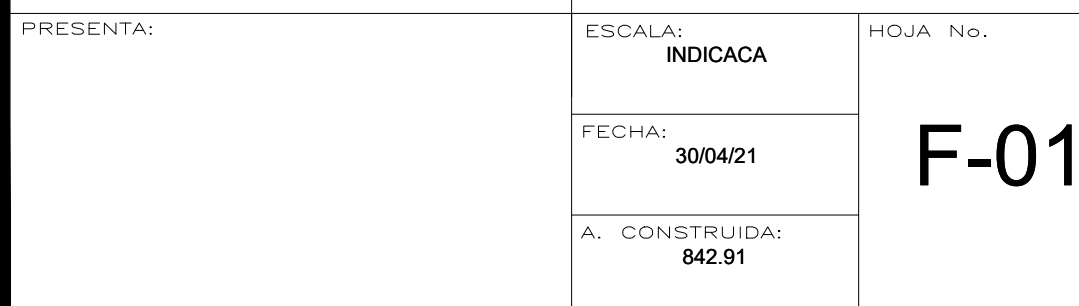 PRESENTA:
ESCALA:
INDICACA
FECHA:
30/04/21
A. CONSTRUIDA:
842.91
HOJA No.
F-01